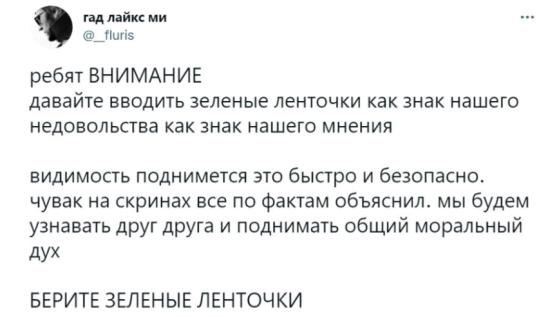 гад лайкс ми
@__fluris
ребят ВНИМАНИЕ
давайте вводить зеленые ленточки как знак нашего
недовольства как знак нашего мнения
видимость поднимется это быстро и безопасно.
чувак на скринах все по фактам объяснил. мы будем
узнавать друг друга и поднимать общий моральный
дух
БЕРИТЕ ЗЕЛЕНЫЕ ЛЕНТОЧКИ